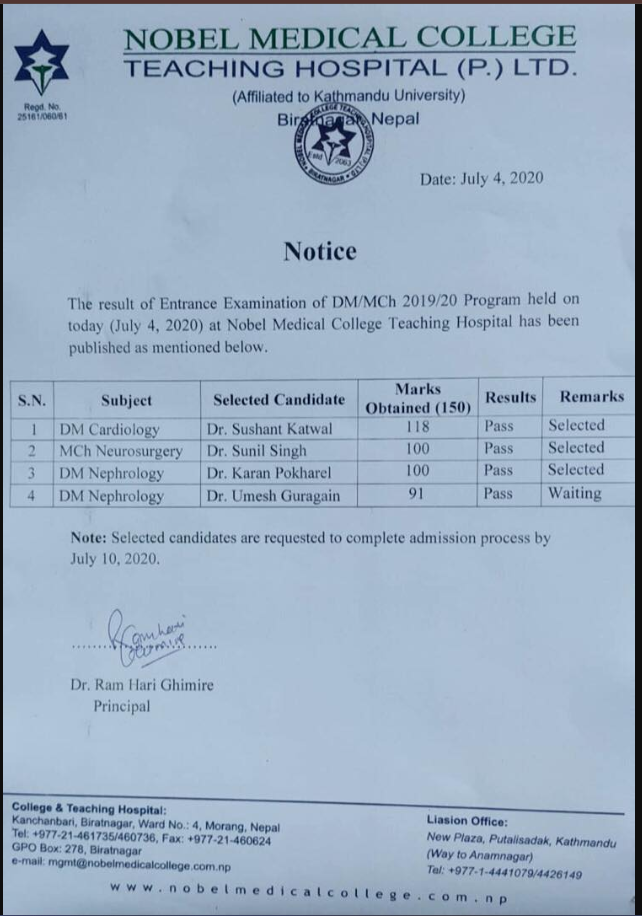 NOBEL MEDICAL COLLEGE
TEACHING HOSPITAL (P.) LTD.
(Affiliated to Kathmandu University)
Biratnagar, Nepal
Regd. No.
25161/060/61
NOBEL MEDICAL COLLEGE TEACHING HOSPITAL (P.) LTD.
Estd 2063
BIRATNAGAR
Date: July 4, 2020
Notice
The result of Entrance Examination of DM/MCh 2019/20 Program held on
today (July 4, 2020) at Nobel Medical College Teaching Hospital has been
published as mentioned below.
S.N. Subject Selected Candidate Marks Obtained (150) Results Remarks
1 DM Cardiology Dr. Sushant Katwal 118 Pass Selected
2 MCh Neurosurgery Dr. Sunil Singh 100 Pass Selected
3 DM Nephrology Dr. Karan Pokharel 100 Pass Selected
4 DM Nephrology Dr. Umesh Guragain 91 Pass Waiting
Note: Selected candidates are requested to complete admission process by
July 10, 2020.
Dr. Ram Hari Ghimire
Principal
College & Teaching Hospital:
Kanchanbari, Biratnagar, Ward No.: 4, Morang, Nepal
Tel: +977-21-461735/460736, Fax: +977-21-460624
GPO Box: 278, Biratnagar
e-mail: mgmt@nobelmedicalcollege.com.np
Liasion Office:
New Plaza, Putalisadak, Kathmandu
(Way to Anamnagar)
Tel: +977-1-4441079/4426149
www.nobelmedicalcollege.com.np